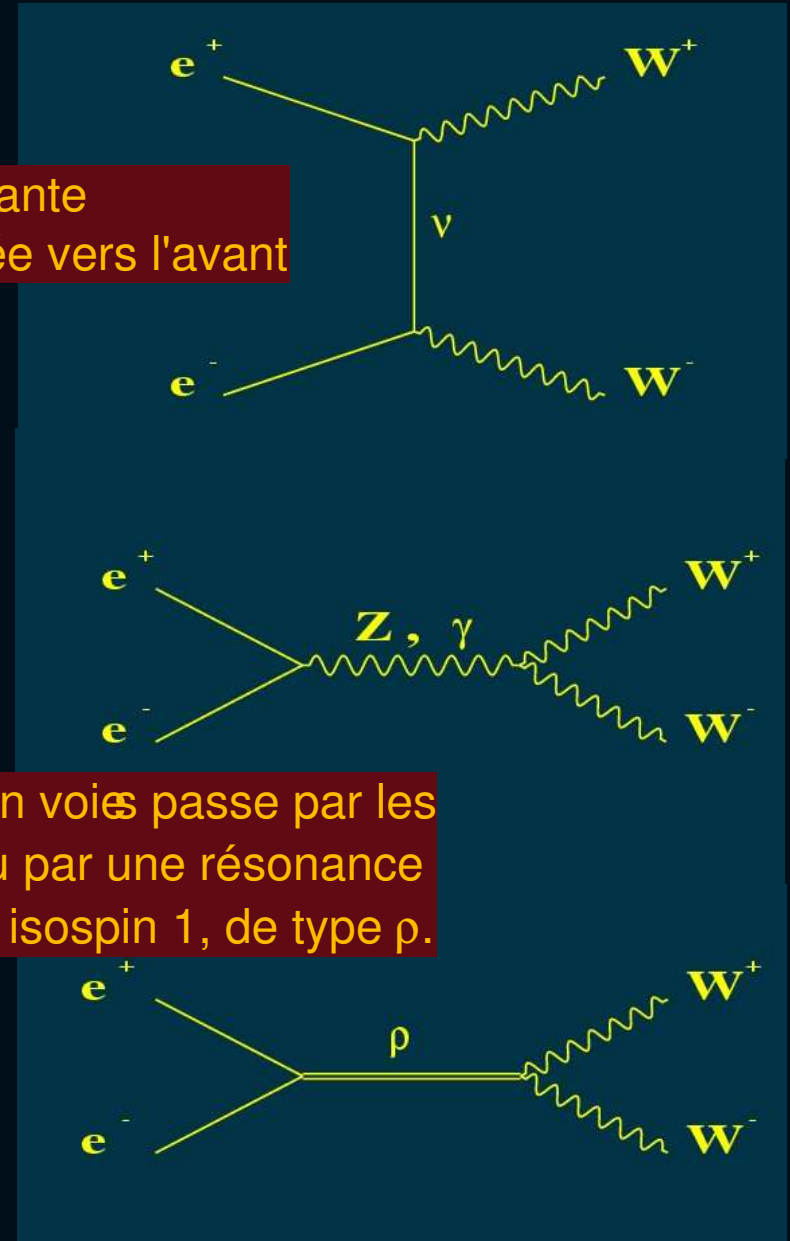 e⁺ W⁺
ante
ν
ée vers l'avant
e⁻ W⁻
e⁺ W⁺
Z , γ
e⁻ W⁻
n voies passe par les
u par une résonance
isospin 1, de type ρ.
e⁺ W⁺
ρ
e⁻ W⁻